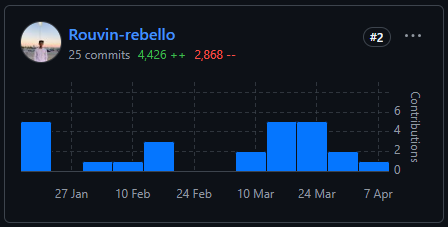 Rouvin-rebello
#2
25 commits 4,426 ++ 2,868 --
6
4
2
0
Contributions
27 Jan 10 Feb 24 Feb 10 Mar 24 Mar 7 Apr